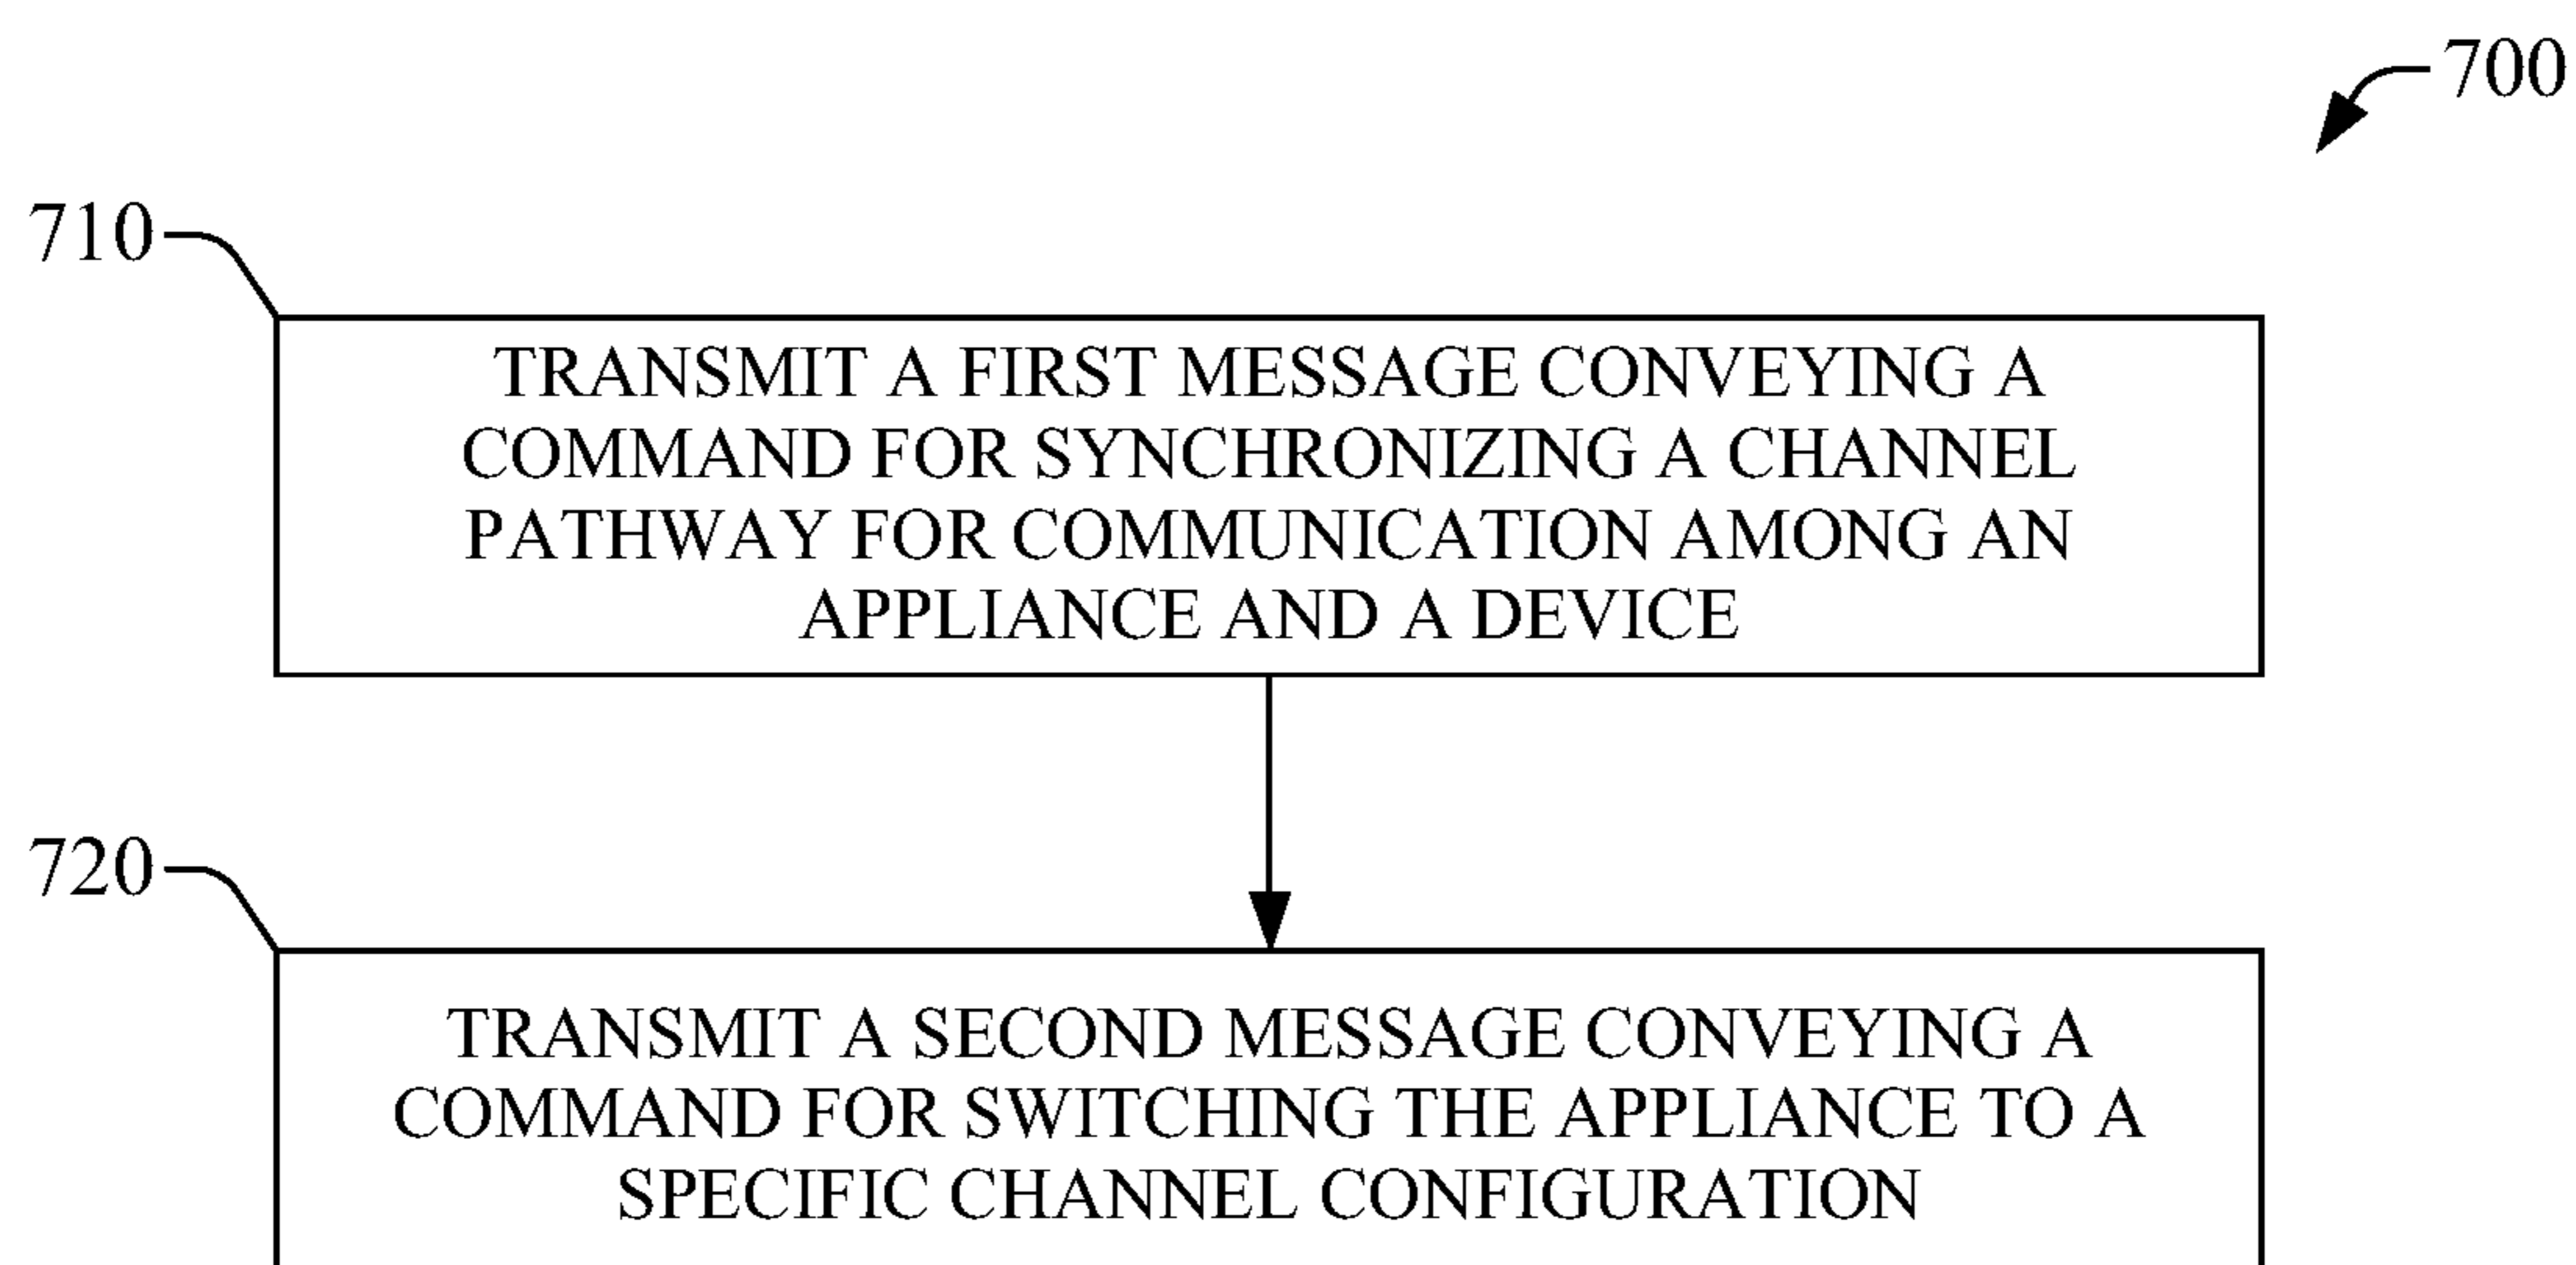 700
710
TRANSMIT A FIRST MESSAGE CONVEYING A
COMMAND FOR SYNCHRONIZING A CHANNEL
PATHWAY FOR COMMUNICATION AMONG AN
APPLIANCE AND A DEVICE
720
TRANSMIT A SECOND MESSAGE CONVEYING A
COMMAND FOR SWITCHING THE APPLIANCE TO A
SPECIFIC CHANNEL CONFIGURATION